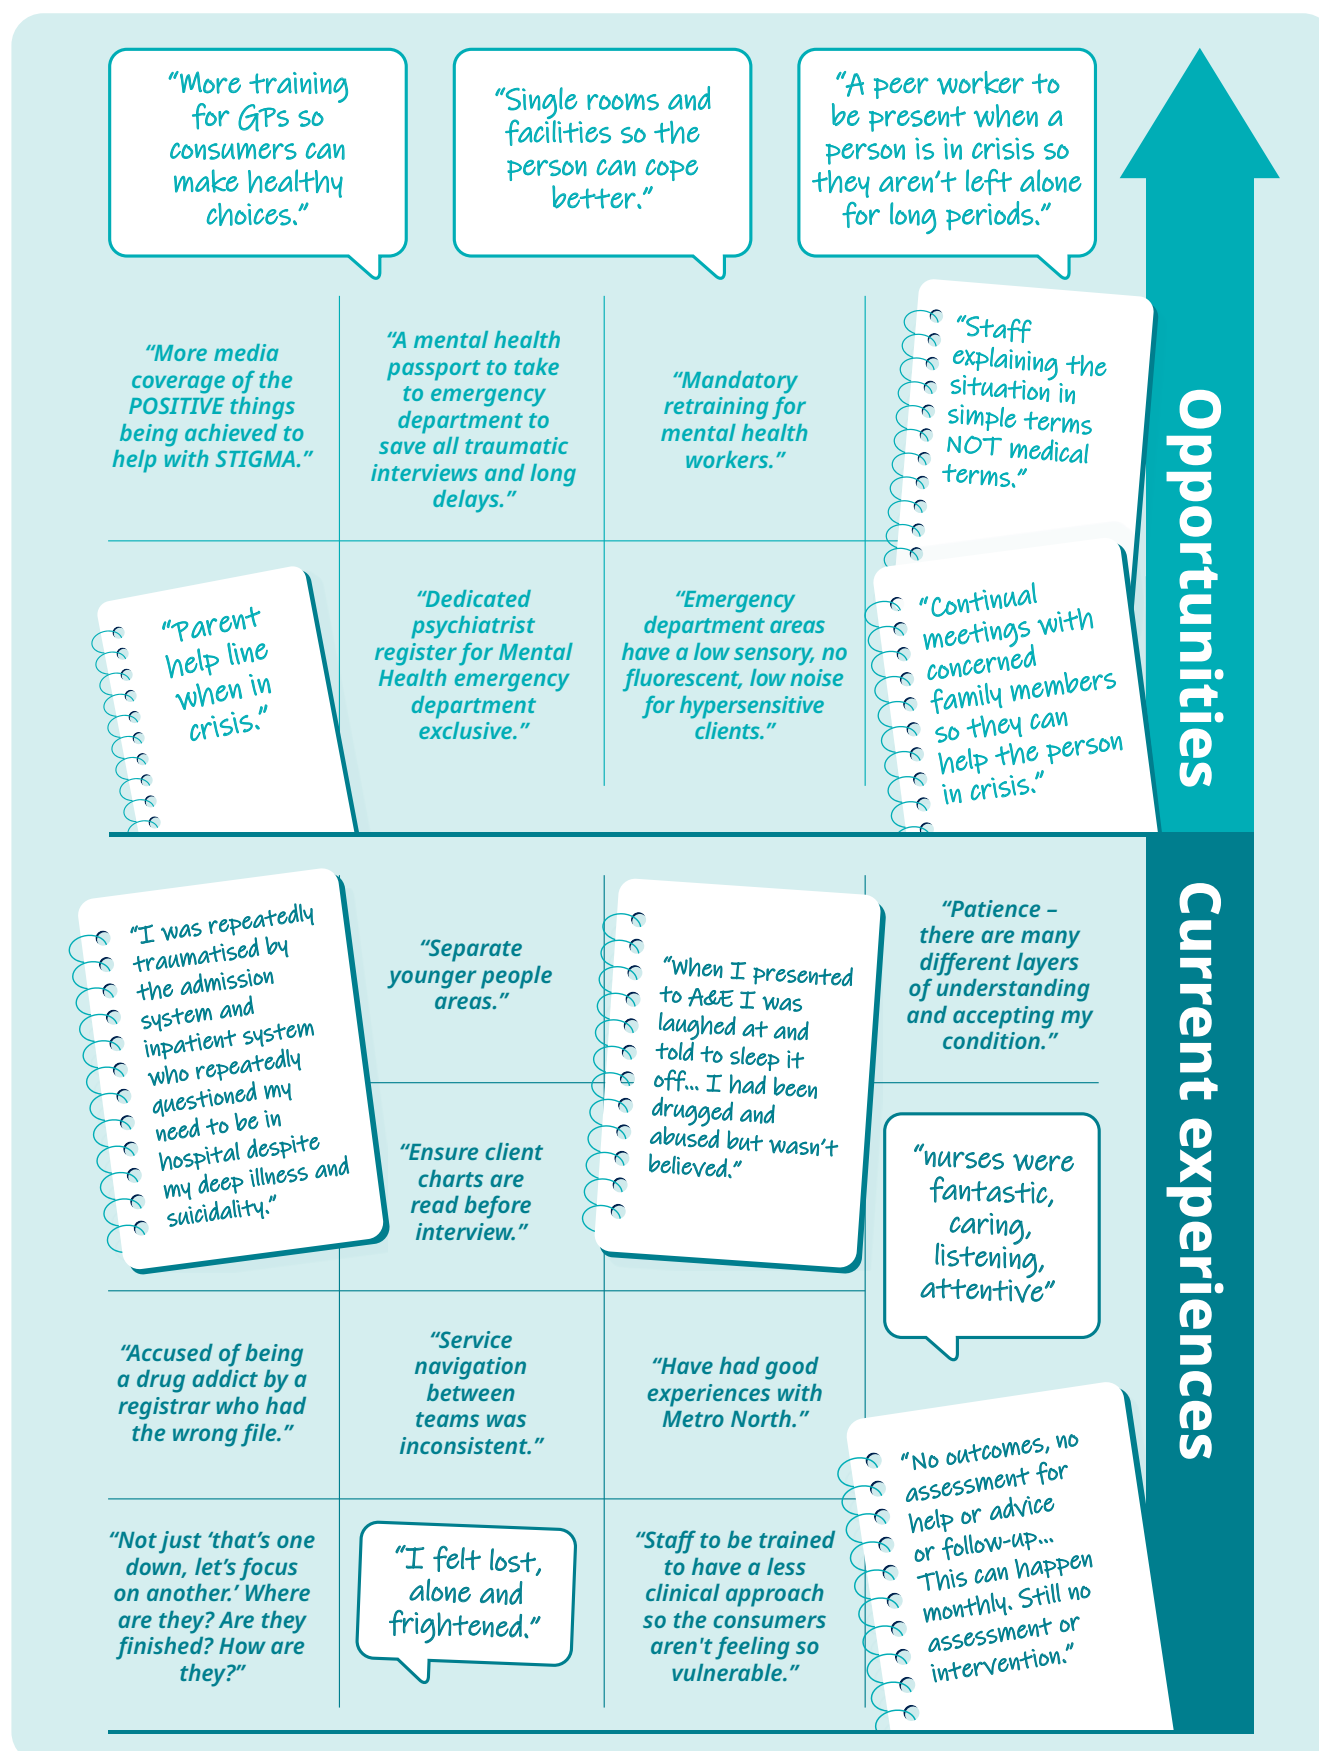 “More training
for GPs so
consumers can
make healthy
choices.”
“Single rooms and
facilities so the
person can cope
better.”
“A peer worker to
be present when a
person is in crisis so
they aren’t left alone
for long periods.”
“More media
coverage of the
POSITIVE things
being achieved to
help with STIGMA.”
“A mental health
passport to take
to emergency
department to
save all traumatic
interviews and long
delays.”
“Mandatory
retraining for
mental health
workers.”
“Staff
explaining the
situation in
simple terms
NOT medical
terms.”
“Parent
help line
when in
crisis.”
“Dedicated
psychiatrist
register for Mental
Health emergency
department
exclusive.”
“Emergency
department areas
have a low sensory, no
fluorescent, low noise
for hypersensitive
clients.”
“Continual
meetings with
concerned
family members
so they can
help the person
in crisis.”
Opportunities
“I was repeatedly
traumatised by
the admission
system and
inpatient system
who repeatedly
questioned my
need to be in
hospital despite
my deep illness and
suicidality.”
“Separate
younger people
areas.”
“When I presented
to A&E I was
laughed at and
told to sleep it
off... I had been
drugged and
abused but wasn’t
believed.”
“Patience –
there are many
different layers
of understanding
and accepting my
condition.”
“Ensure client
charts are
read before
interview.”
“nurses were
fantastic,
caring,
listening,
attentive”
“Accused of being
a drug addict by a
registrar who had
the wrong file.”
“Service
navigation
between
teams was
inconsistent.”
“Have had good
experiences with
Metro North.”
“Not just ‘that’s one
down, let’s focus
on another.’ Where
are they? Are they
finished? How are
they?”
“I felt lost,
alone and
frightened.”
“Staff to be trained
to have a less
clinical approach
so the consumers
aren't feeling so
vulnerable.”
“No outcomes, no
assessment for
help or advice
or follow-up...
This can happen
monthly. Still no
assessment or
intervention.”
Current experiences